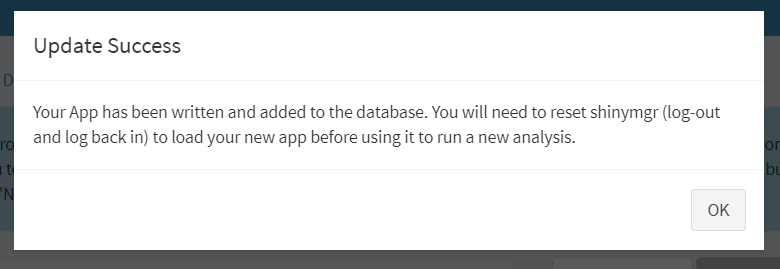 Update Success
Your App has been written and added to the database. You will need to reset shinymgr (log-out
and log back in) to load your new app before using it to run a new analysis.
OK